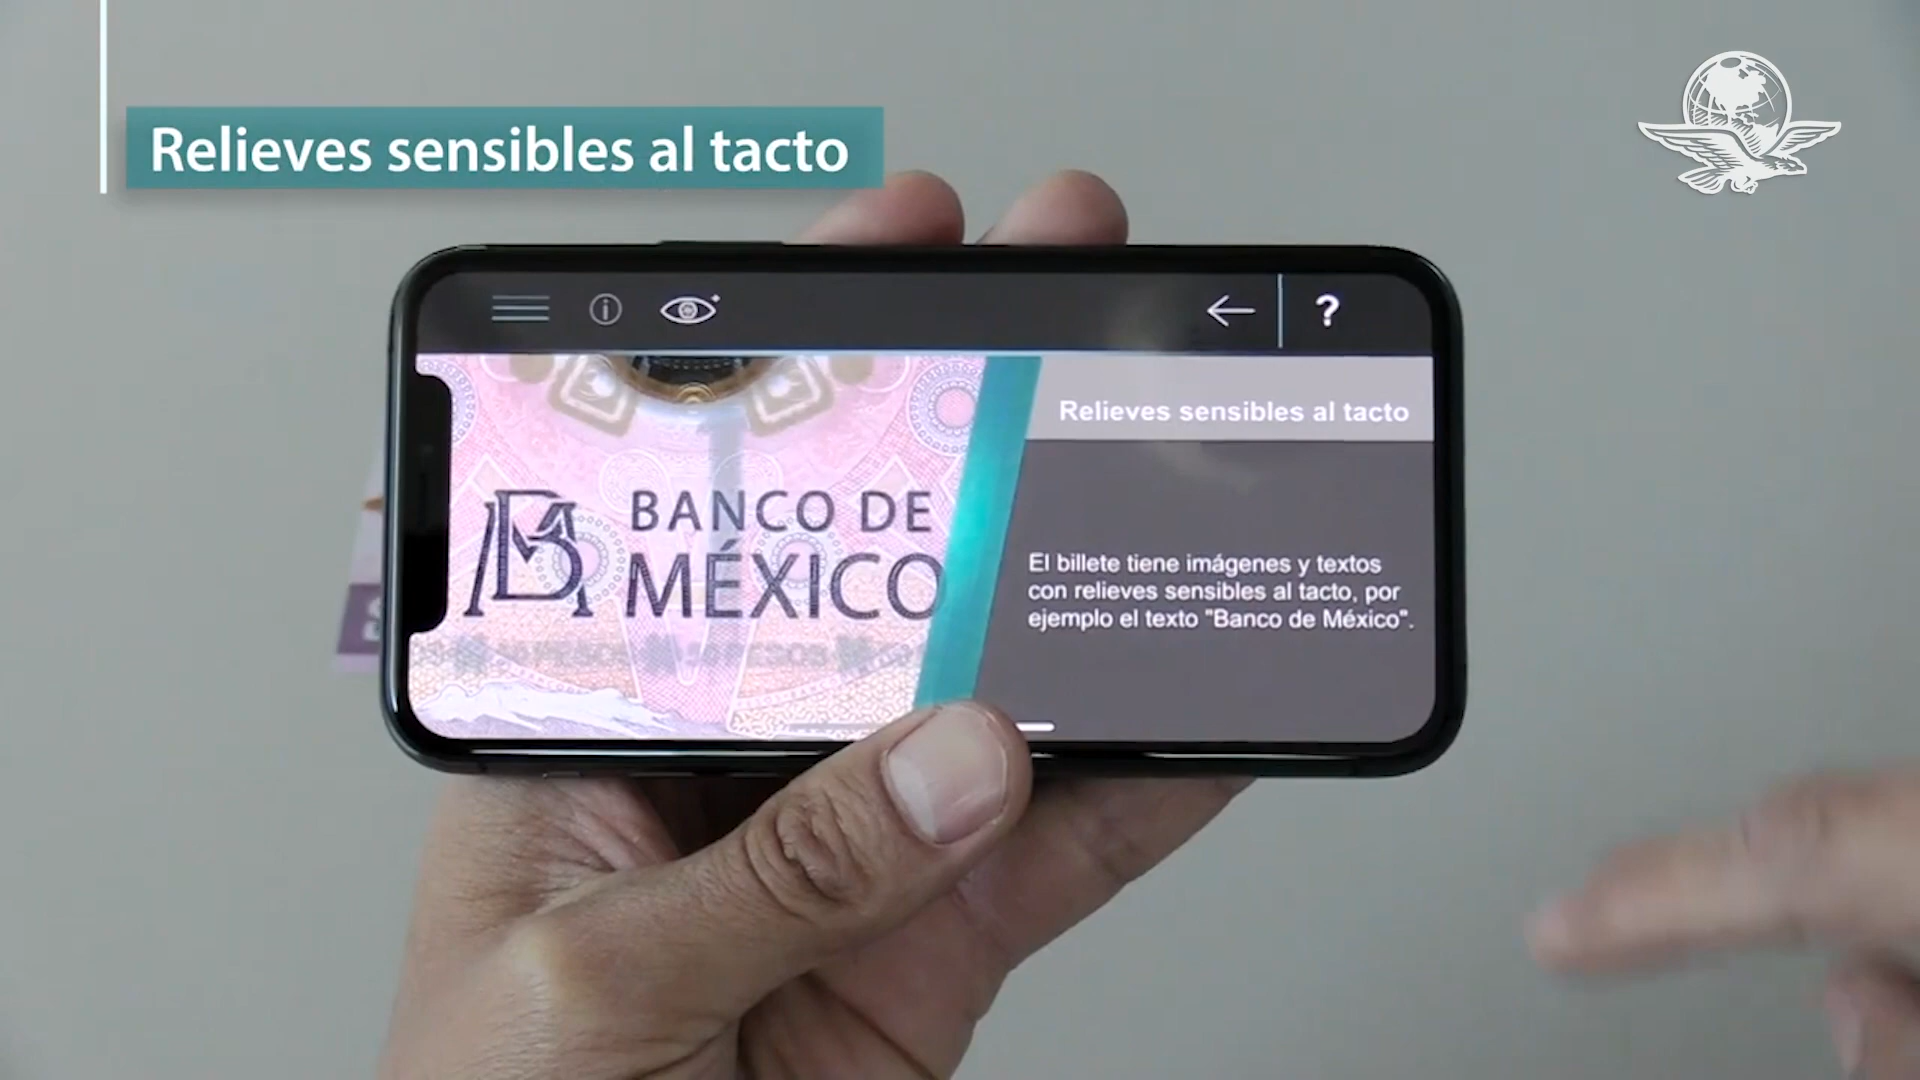 Relieves sensibles al tacto
?
Relieves sensibles al tacto
BANCO DE
MÉXICO
El billete tiene imágenes y textos
con relieves sensibles al tacto, por
ejemplo el texto "Banco de México".